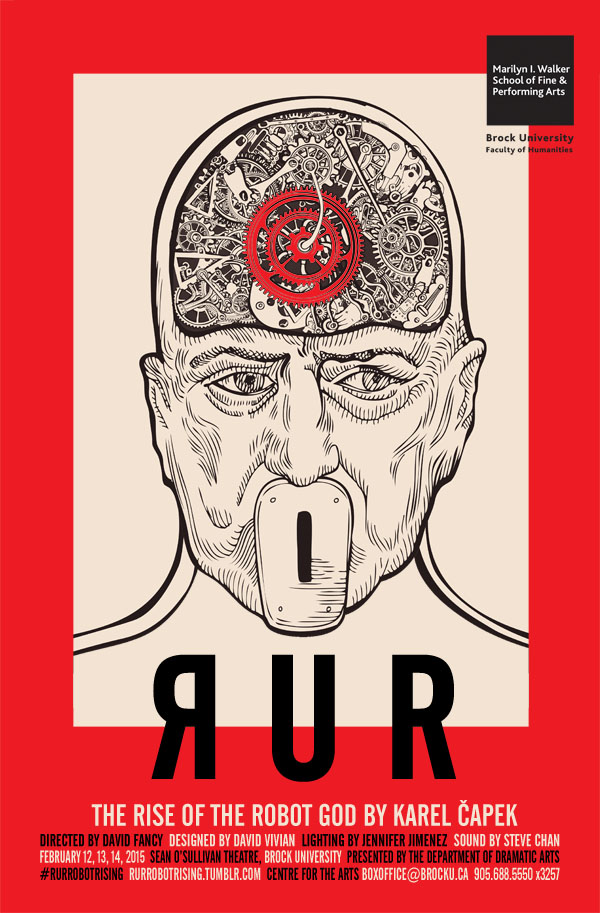 Marilyn I. Walker
School of Fine &
Performing Arts
Brock University
Faculty of Humanities
ЯUR
THE RISE OF THE ROBOT GOD BY KAREL ČAPEK
DIRECTED BY DAVID FANCY DESIGNED BY DAVID VIVIAN LIGHTING BY JENNIFER JIMENEZ SOUND BY STEVE CHAN
FEBRUARY 12, 13, 14, 2015 SEAN O'SULLIVAN THEATRE, BROCK UNIVERSITY PRESENTED BY THE DEPARTMENT OF DRAMATIC ARTS
#RURROBOTRISING RURROBOTRISING.TUMBLR.COM CENTRE FOR THE ARTS BOXOFFICE@BROCKU.CA 905.688.5550 x3257